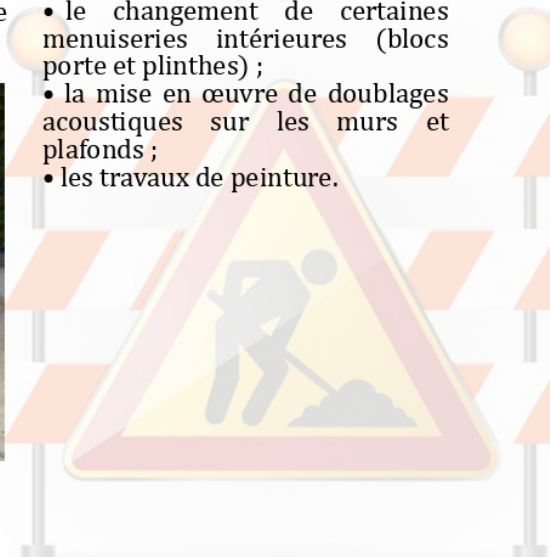 e
• le changement de certaines
menuiseries intérieures (blocs
porte et plinthes) ;
• la mise en œuvre de doublages
acoustiques sur les murs et
plafonds ;
• les travaux de peinture.